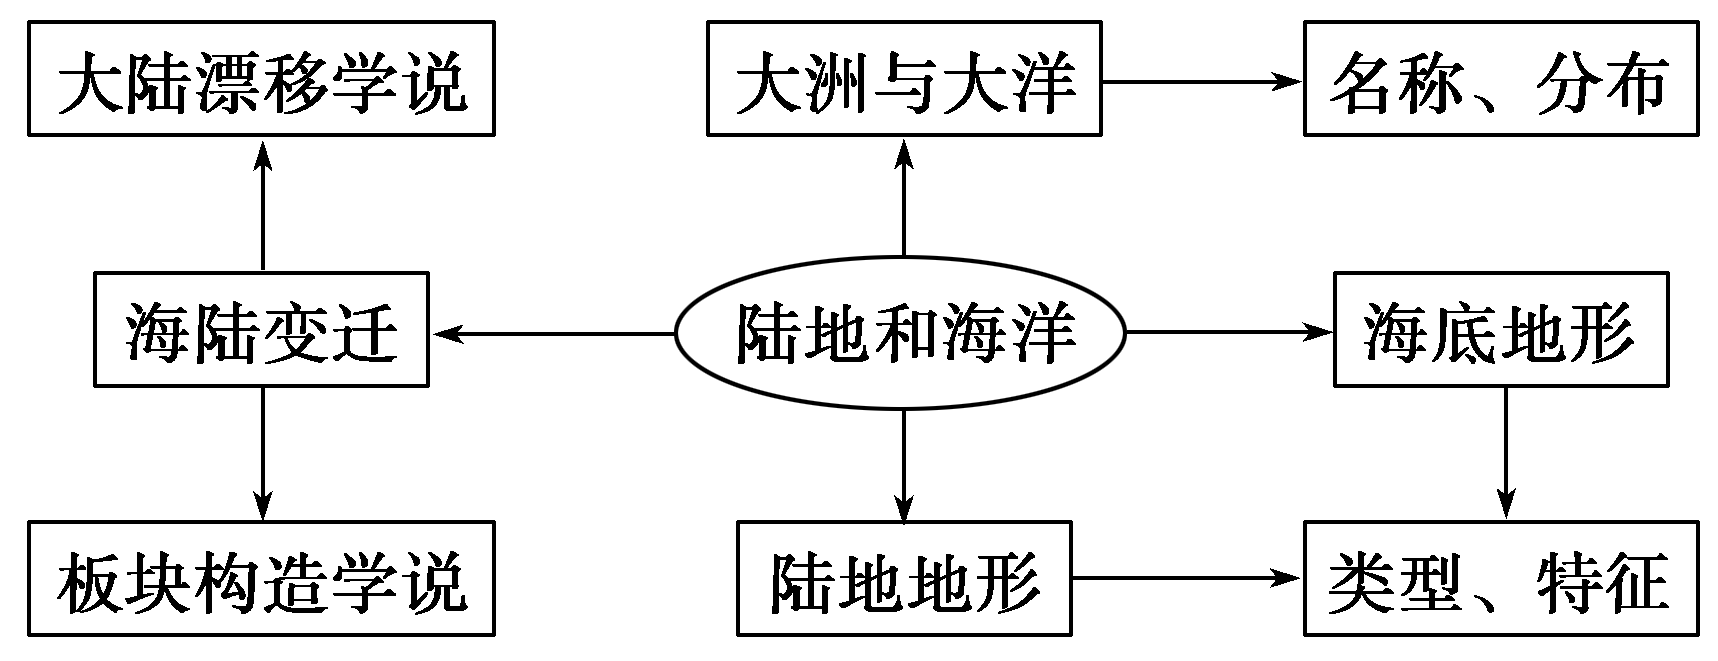 大陆漂移学说
大洲与大洋
名称、分布
海陆变迁
陆地和海洋
海底地形
板块构造学说
陆地地形
类型、特征